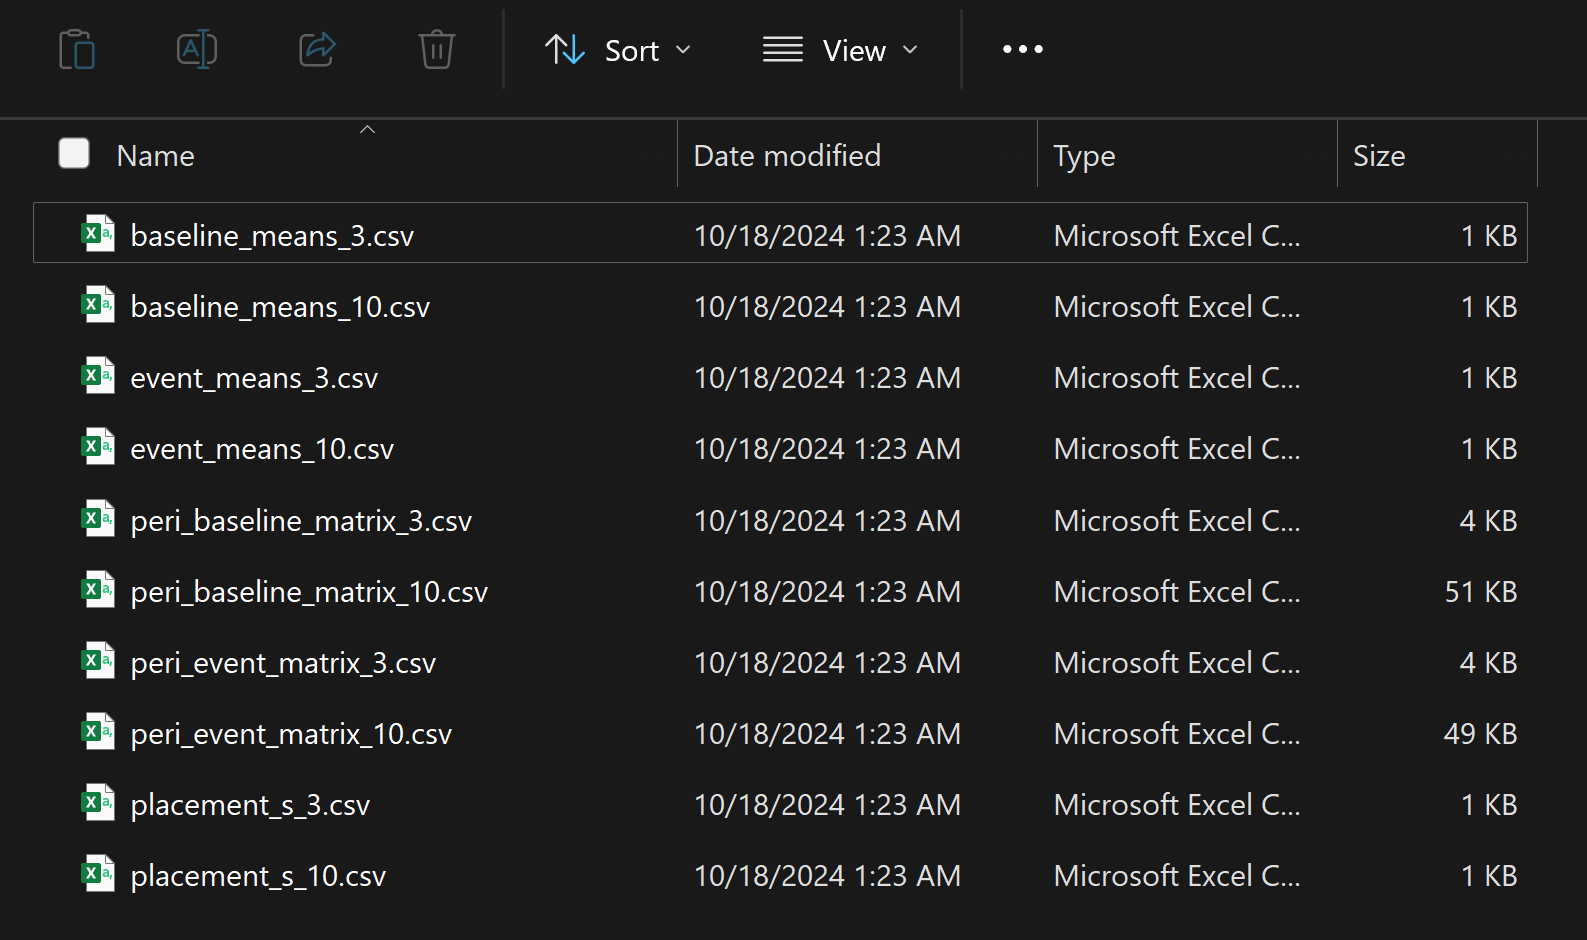 Sort View
Name Date modified Type Size
baseline_means_3.csv 10/18/2024 1:23 AM Microsoft Excel C... 1 KB
baseline_means_10.csv 10/18/2024 1:23 AM Microsoft Excel C... 1 KB
event_means_3.csv 10/18/2024 1:23 AM Microsoft Excel C... 1 KB
event_means_10.csv 10/18/2024 1:23 AM Microsoft Excel C... 1 KB
peri_baseline_matrix_3.csv 10/18/2024 1:23 AM Microsoft Excel C... 4 KB
peri_baseline_matrix_10.csv 10/18/2024 1:23 AM Microsoft Excel C... 51 KB
peri_event_matrix_3.csv 10/18/2024 1:23 AM Microsoft Excel C... 4 KB
peri_event_matrix_10.csv 10/18/2024 1:23 AM Microsoft Excel C... 49 KB
placement_s_3.csv 10/18/2024 1:23 AM Microsoft Excel C... 1 KB
placement_s_10.csv 10/18/2024 1:23 AM Microsoft Excel C... 1 KB